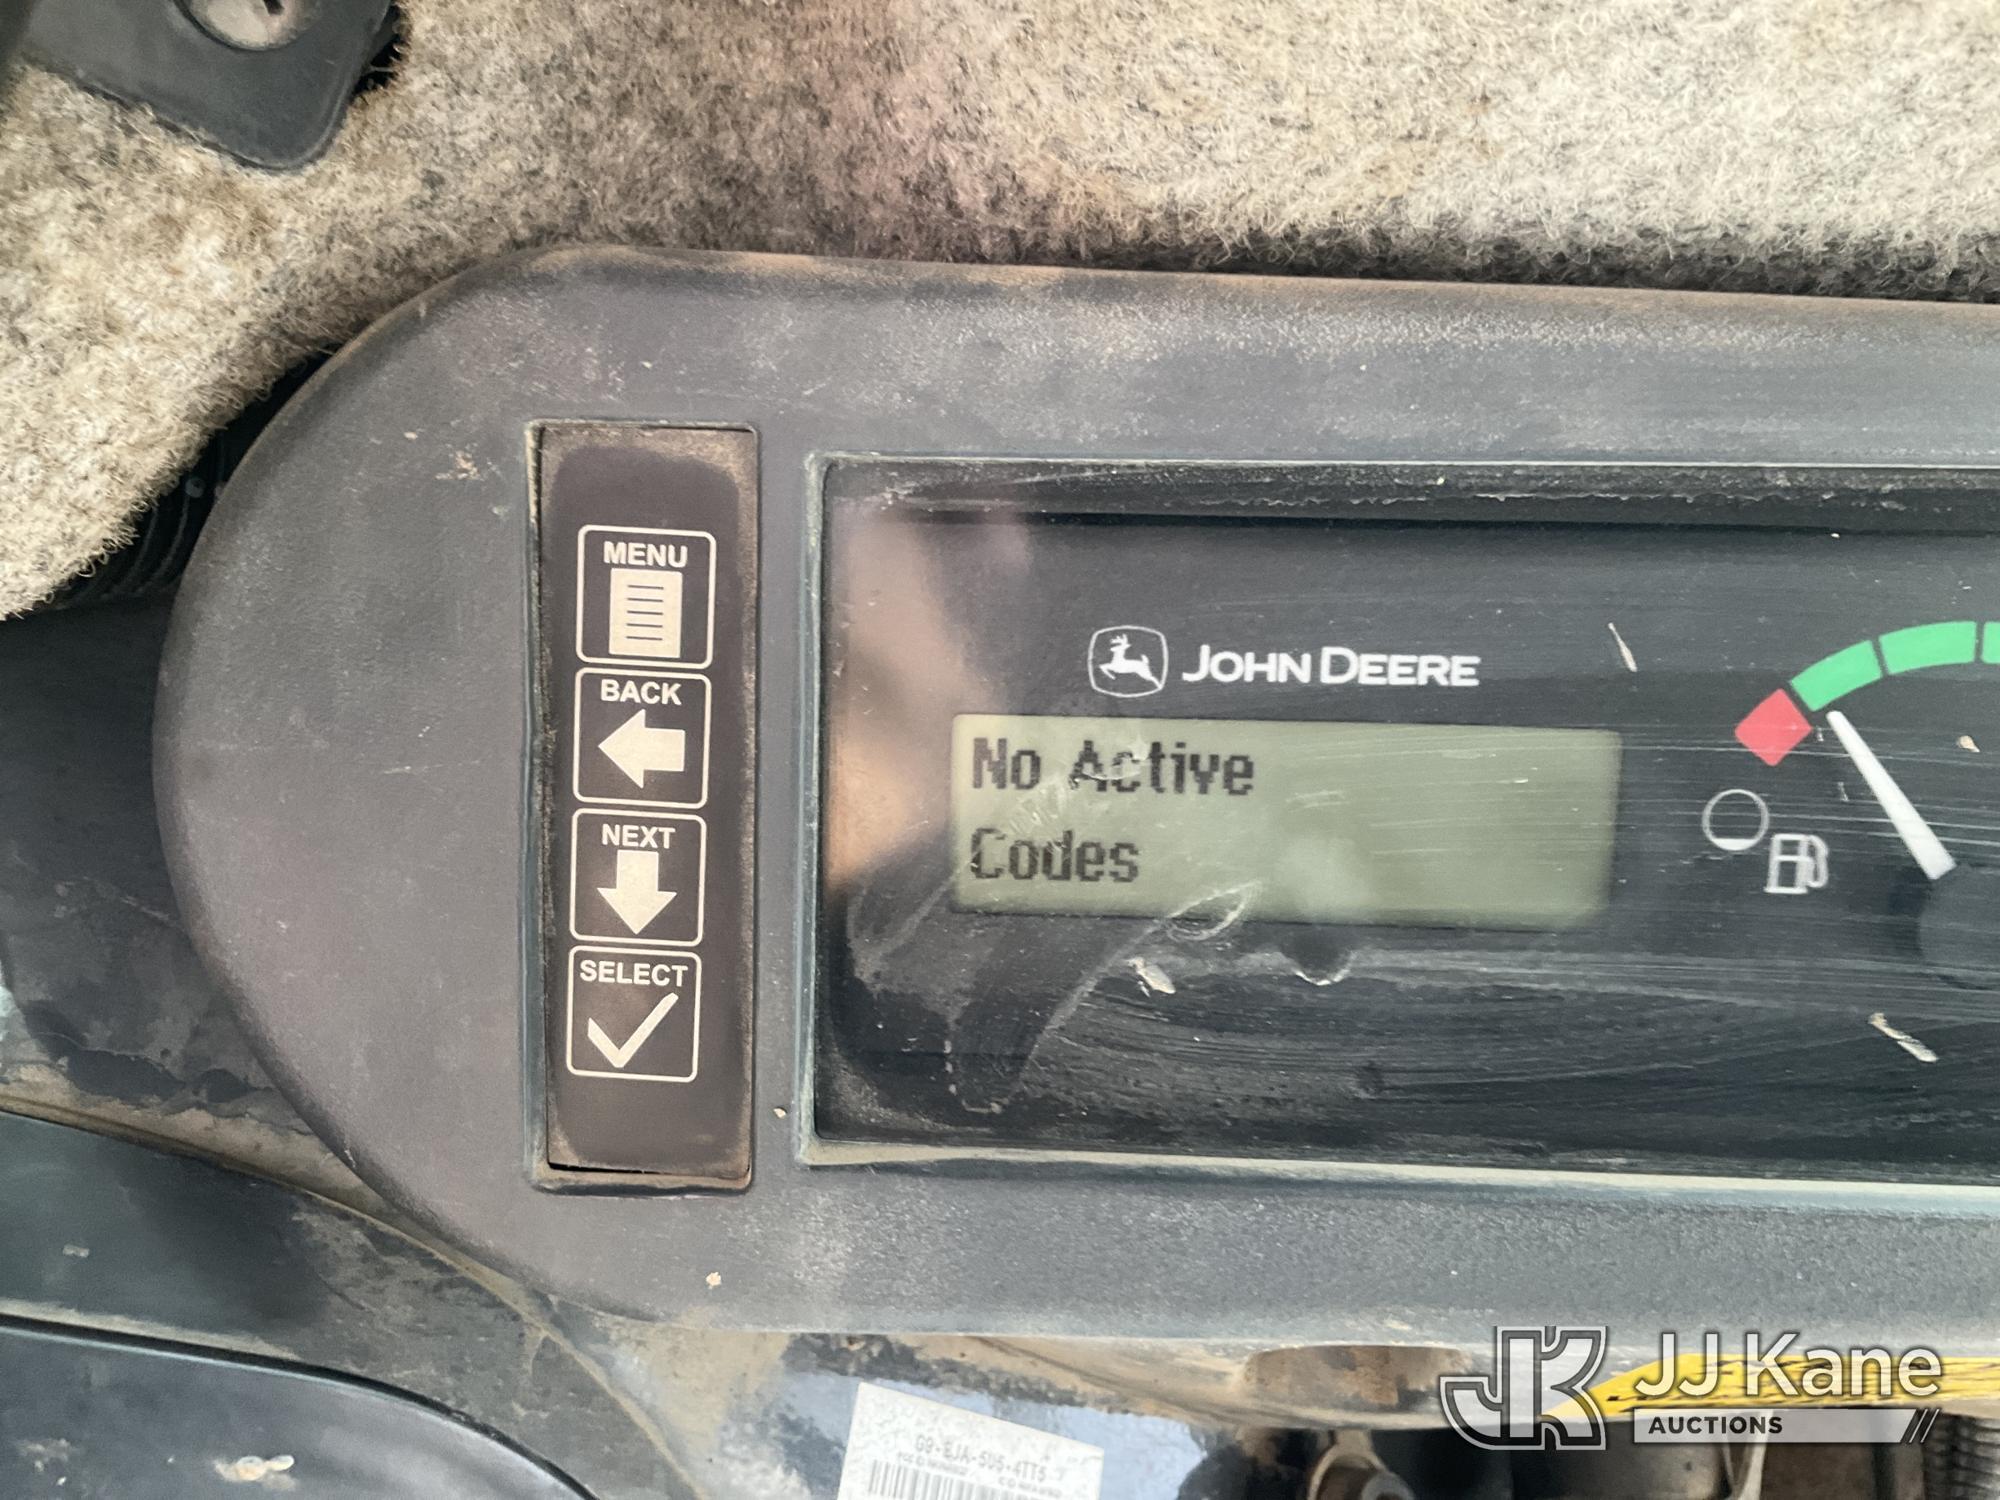 MENU
BACK
NEXT
SELECT
JOHN DEERE
No Active
Codes
JJ Kane
AUCTIONS